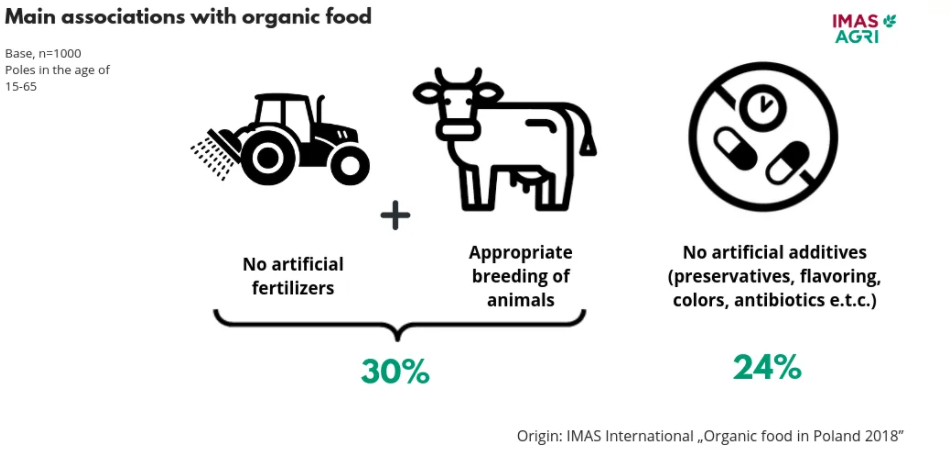 Main associations with organic food
IMAS
AGRI
Base, n=1000
Poles in the age of
15-65
+
No artificial
fertilizers
Appropriate
breeding of
animals
No artificial additives
(preservatives, flavoring,
colors, antibiotics e.t.c.)
30%
24%
Origin: IMAS International „Organic food in Poland 2018”